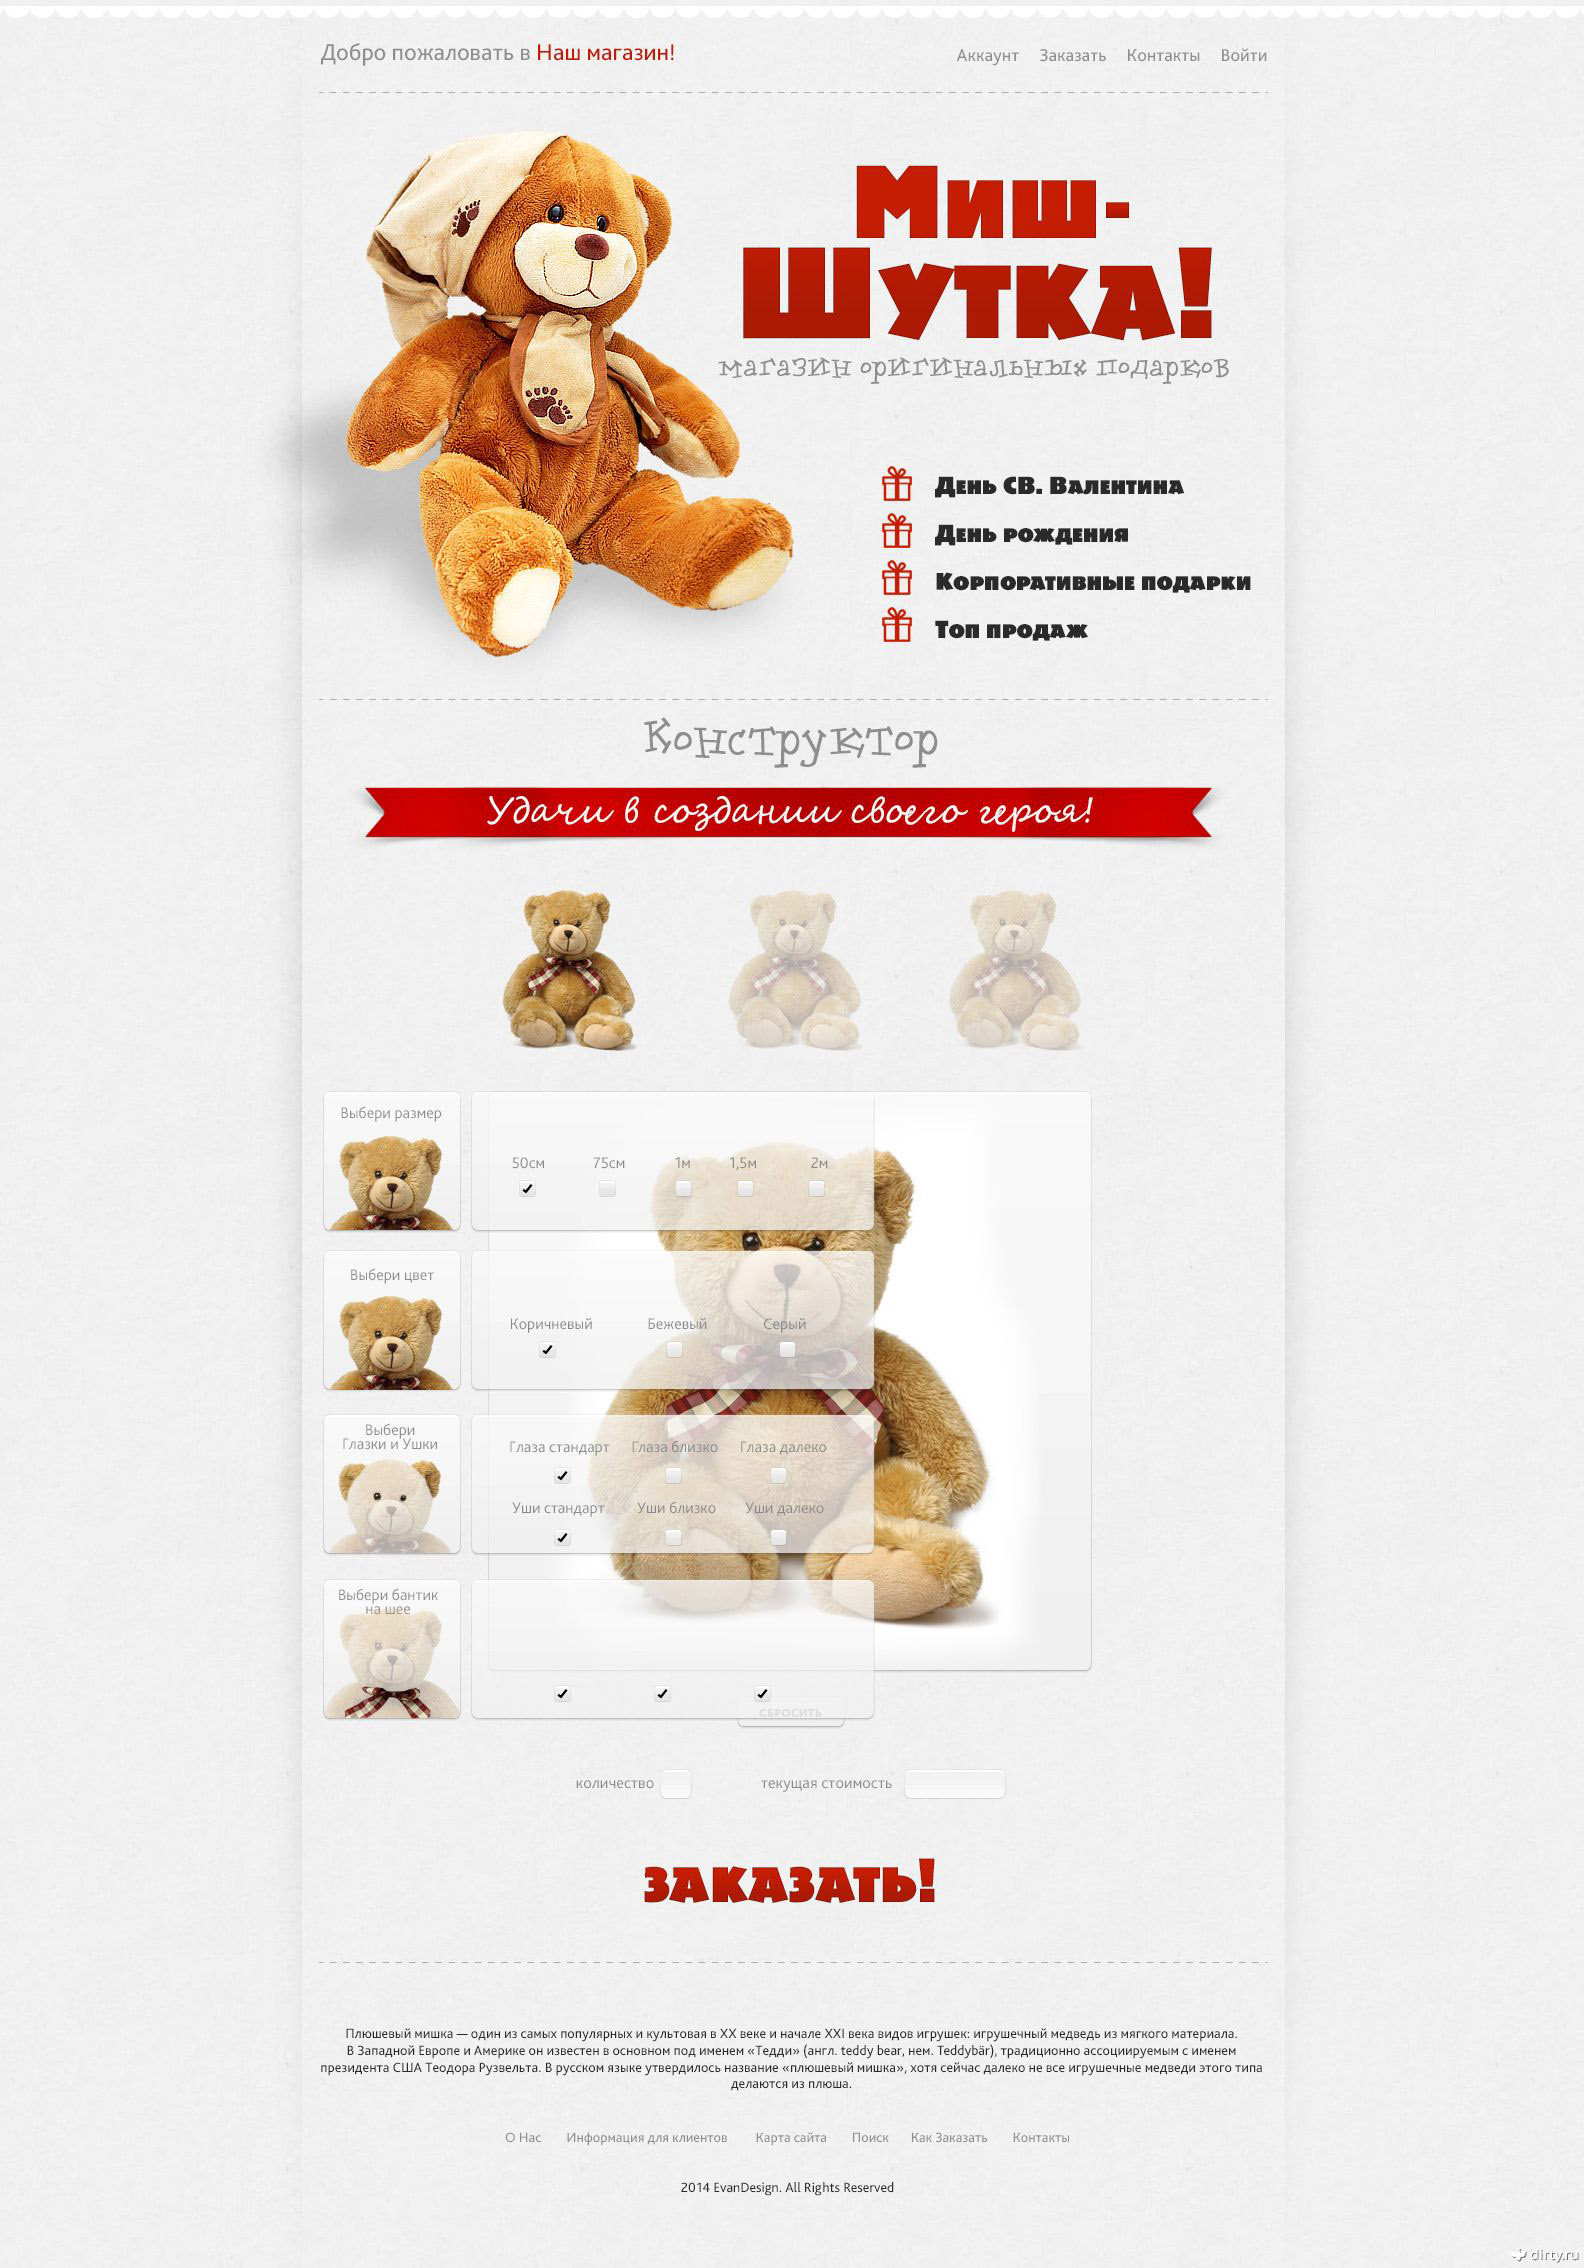 Добро пожаловать в Наш магазин!
Аккаунт Заказать Контакты Войти
Миш-
Шутка!
магазин оригинальных подарков
День СВ. Валентина
День рождения
Корпоративные подарки
Топ продаж
Конструктор
Удачи в создании своего героя!
Выбери размер
50см 75см 1м 1,5м 2м
Выбери цвет
Коричневый Бежевый Серый
Выбери
Глазки и Ушки
Глаза стандарт Глаза близко Глаза далеко
Уши стандарт Уши близко Уши далеко
Выбери бантик
на шее
СБРОСИТЬ
количество текущая стоимость
заказать!
Плюшевый мишка — один из самых популярных и культовая в XX веке и начале XXI века видов игрушек: игрушечный медведь из мягкого материала.
В Западной Европе и Америке он известен в основном под именем «Тедди» (англ. teddy bear, нем. Teddybär), традиционно ассоциируемым с именем
президента США Теодора Рузвельта. В русском языке утвердилось название «плюшевый мишка», хотя сейчас далеко не все игрушечные медведи этого типа
делаются из плюша.
О Нас Информация для клиентов Карта сайта Поиск Как Заказать Контакты
2014 EvanDesign. All Rights Reserved
dirty.ru